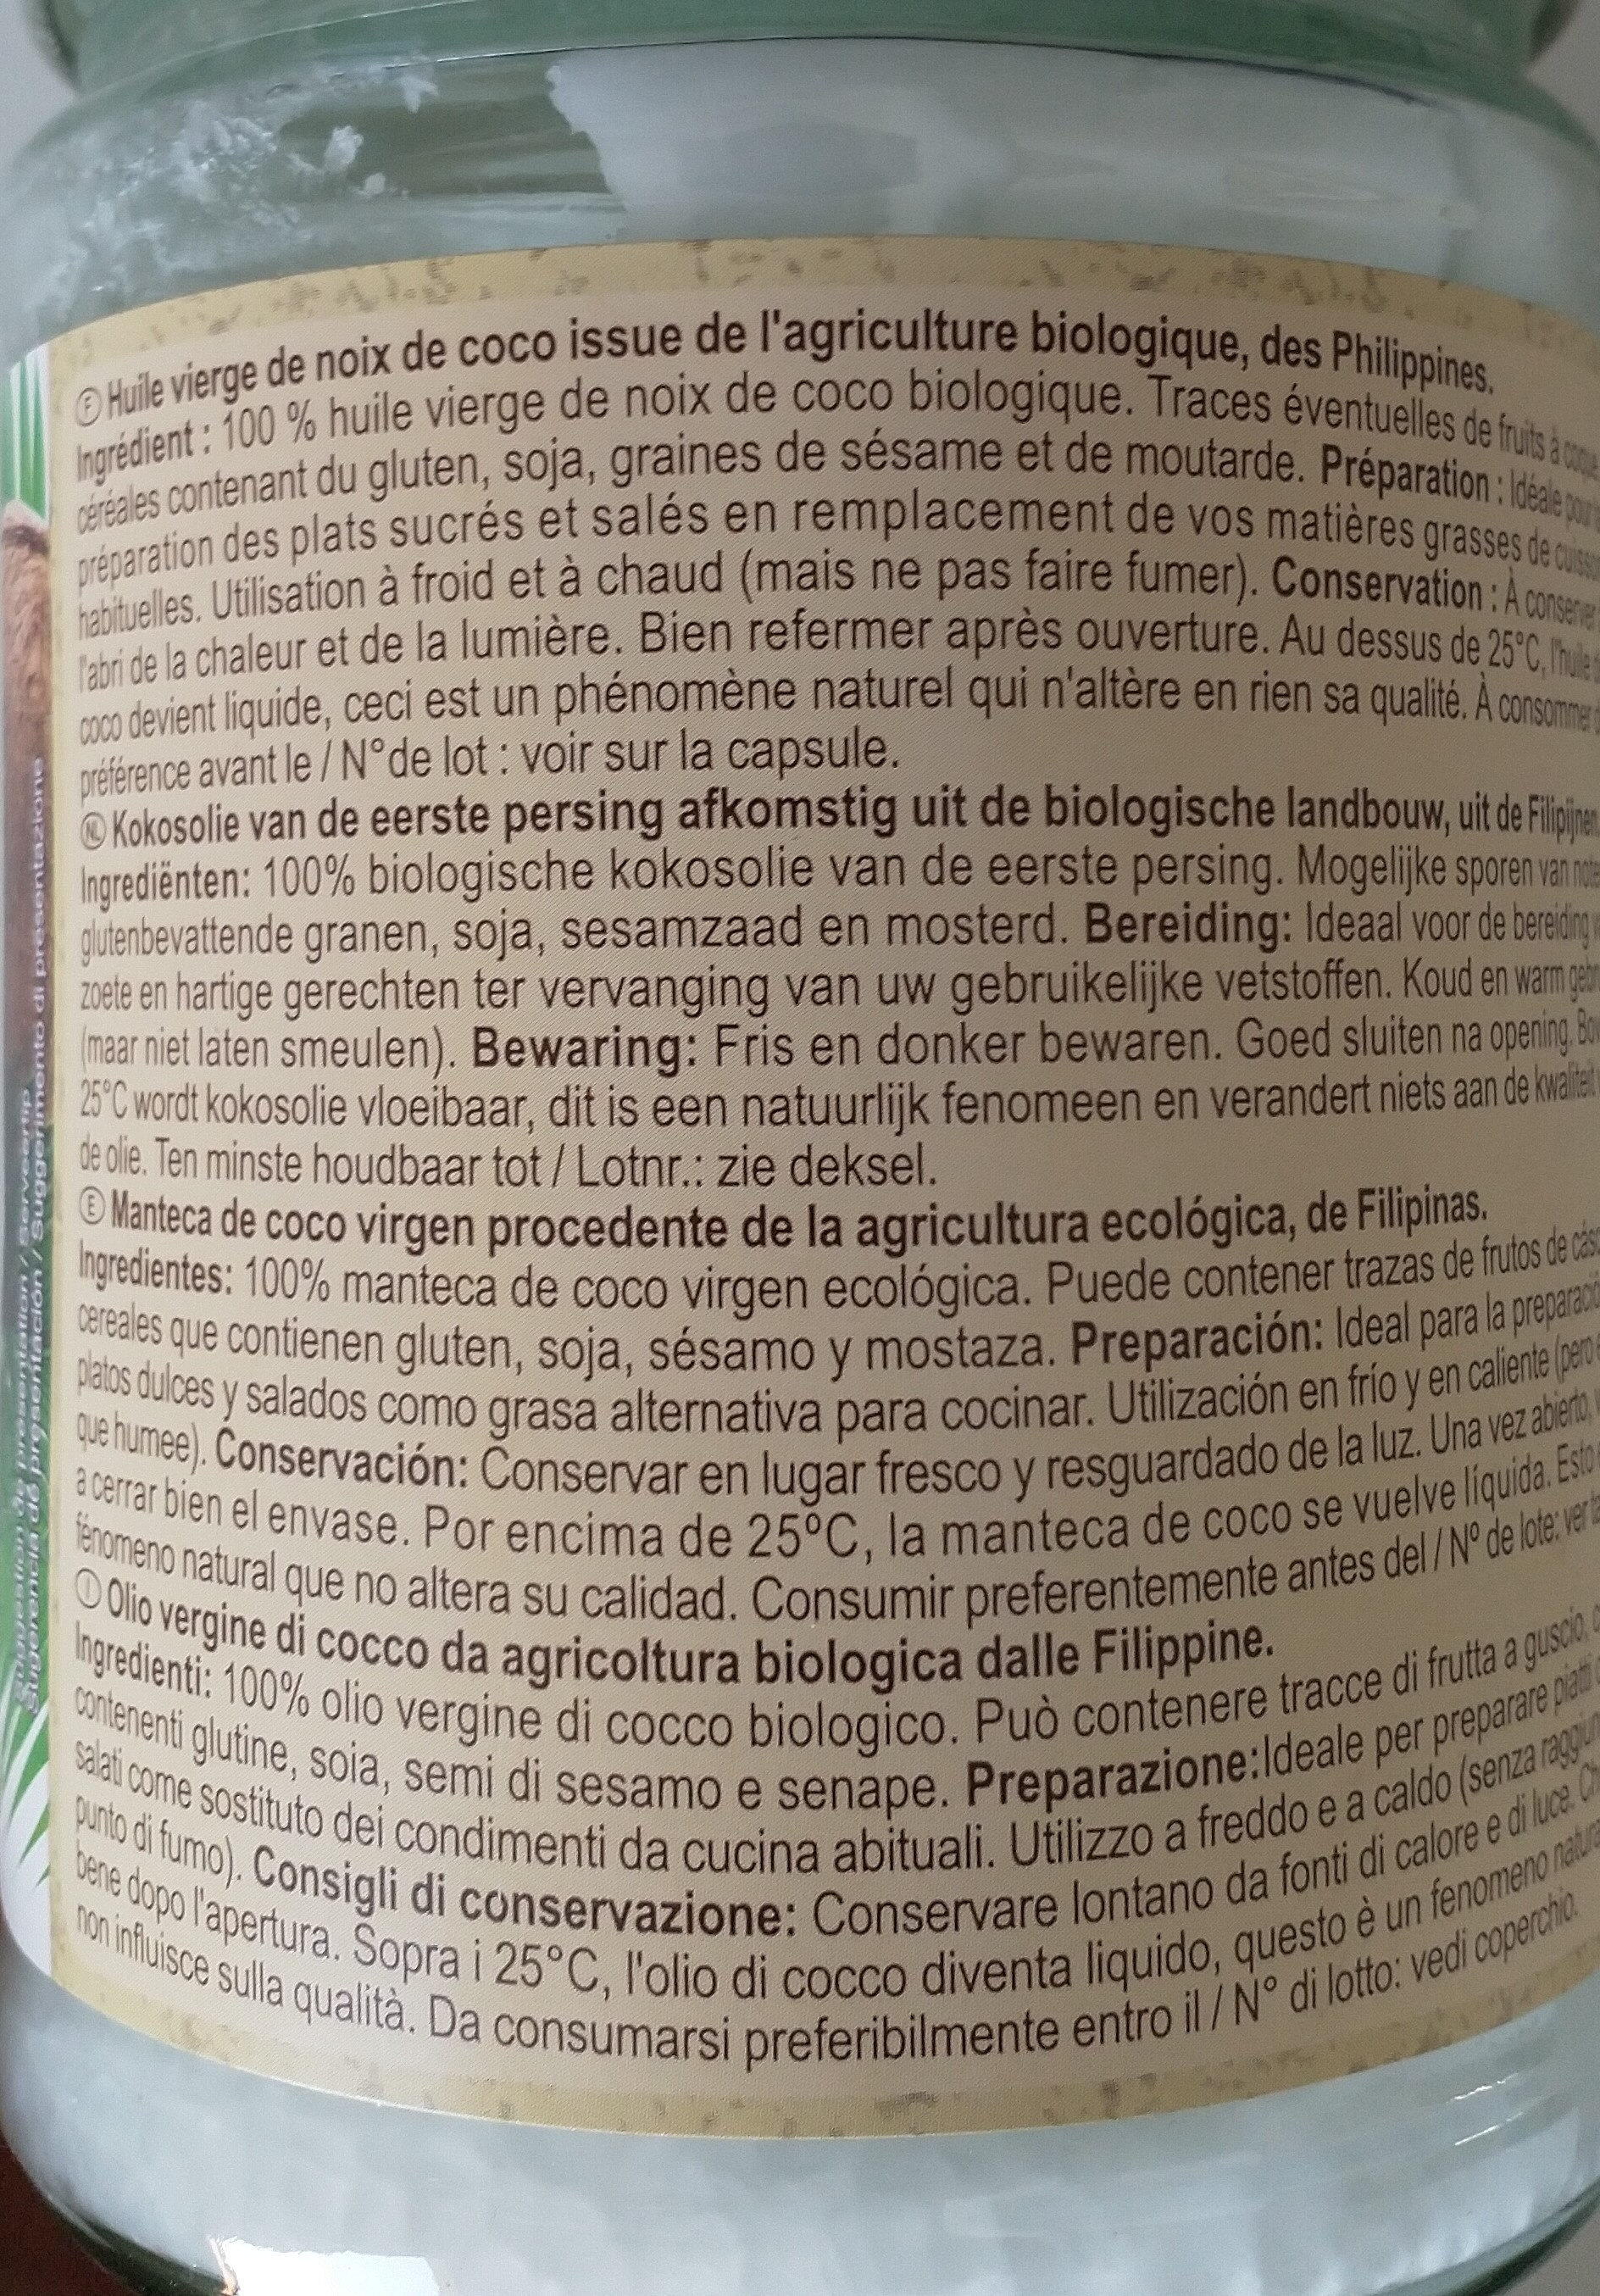 Ⓕ Huile vierge de noix de coco issue de l'agriculture biologique, des Philippines.
Ingrédient : 100 % huile vierge de noix de coco biologique. Traces éventuelles de fruits à coque
céréales contenant du gluten, soja, graines de sésame et de moutarde. Préparation : Idéale pour
préparation des plats sucrés et salés en remplacement de vos matières grasses de
habituelles. Utilisation à froid et à chaud (mais ne pas faire fumer). Conservation : À conserver
l'abri de la chaleur et de la lumière. Bien refermer après ouverture. Au dessus de 25°C, l'huile
coco devient liquide, ceci est un phénomène naturel qui n'altère en rien sa qualité. À consommer
préférence avant le / N°de lot : voir sur la capsule.
NL Kokosolie van de eerste persing afkomstig uit de biologische landbouw, uit de Filipijnen
Ingrediënten: 100% biologische kokosolie van de eerste persing. Mogelijke sporen van
glutenbevattende granen, soja, sesamzaad en mosterd. Bereiding: Ideaal voor de bereiding
zoete en hartige gerechten ter vervanging van uw gebruikelijke vetstoffen. Koud en warm
(maar niet laten smeulen). Bewaring: Fris en donker bewaren. Goed sluiten na opening.
25°C wordt kokosolie vloeibaar, dit is een natuurlijk fenomeen en verandert niets aan de kwaliteit
de olie. Ten minste houdbaar tot / Lotnr.: zie deksel.
Ⓔ Manteca de coco virgen procedente de la agricultura ecológica, de Filipinas.
Ingredientes: 100% manteca de coco virgen ecológica. Puede contener trazas de frutos de
cereales que contienen gluten, soja, sésamo y mostaza. Preparación: Ideal para la
platos dulces y salados como grasa alternativa para cocinar. Utilización en frío y en caliente (pero
que humee). Conservación: Conservar en lugar fresco y resguardado de la luz. Una vez abierto,
a cerrar bien el envase. Por encima de 25ºC, la manteca de coco se vuelve líquida. Esto
fenomeno natural que no altera su calidad. Consumir preferentemente antes del / Nº de lote: ver
Ⓘ Olio vergine di cocco da agricoltura biologica dalle Filippine.
Ingredienti: 100% olio vergine di cocco biologico. Può contenere tracce di frutta a guscio,
contenenti glutine, soia, semi di sesamo e senape. Preparazione:Ideale per preparare piatti
salati come sostituto dei condimenti da cucina abituali. Utilizzo a freddo e a caldo (senza
punto di fumo). Consigli di conservazione: Conservare lontano da fonti di calore e di luce.
bene dopo l'apertura. Sopra i 25°C, l'olio di cocco diventa liquido, questo è un fenomeno
non influisce sulla qualità. Da consumarsi preferibilmente entro il / N° di lotto: vedi coperchio.
Sugerencia de presentación / Suggerimento di presentazione